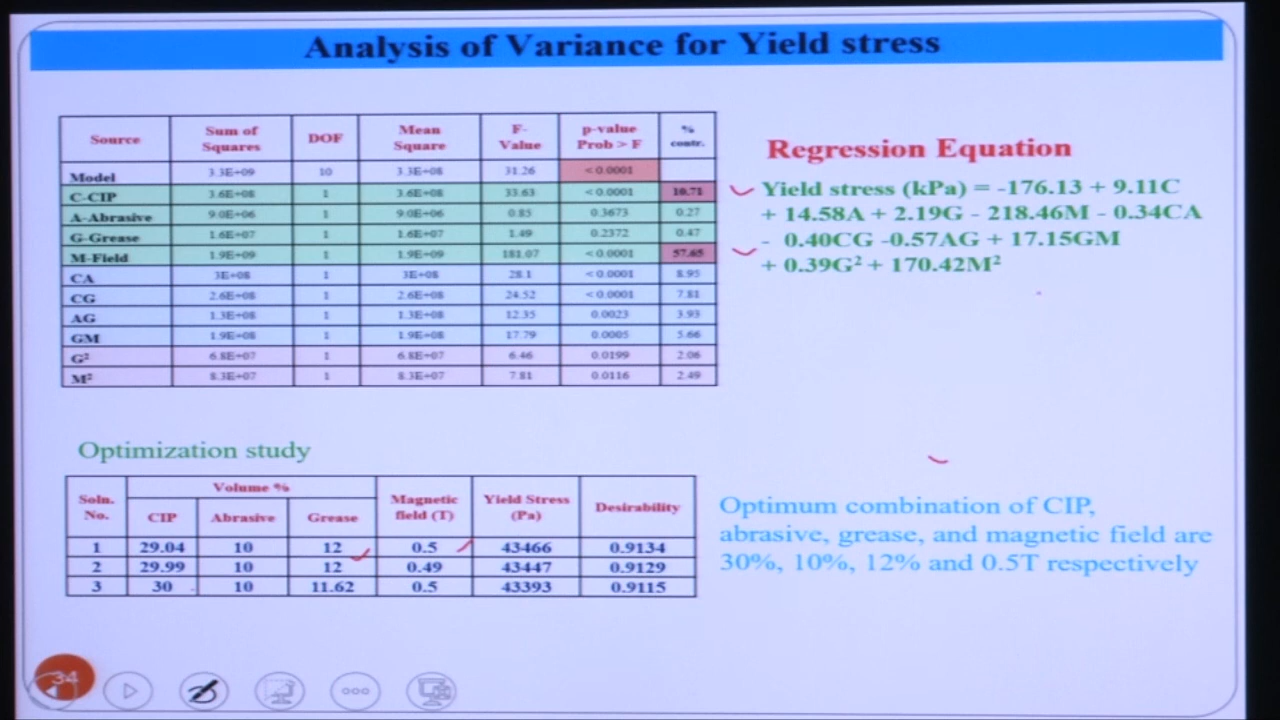 Analysis of Variance for Yield stress
Source Sum of Squares DOF Mean Square F-Value p-value Prob > F % contr.
Model 3.3E+09 10 3.3E+08 31.26 < 0.0001
C-CIP 3.6E+08 1 3.6E+08 33.63 < 0.0001 10.71
A-Abrasive 9.0E+06 1 9.0E+06 0.85 0.3673 0.27
G-Grease 1.6E+07 1 1.6E+07 1.49 0.2372 0.47
M-Field 1.9E+09 1 1.9E+09 181.07 < 0.0001 57.65
CA 3E+08 1 3E+08 28.1 < 0.0001 8.95
CG 2.6E+08 1 2.6E+08 24.52 < 0.0001 7.81
AG 1.3E+08 1 1.3E+08 12.35 0.0023 3.93
GM 1.9E+08 1 1.9E+08 17.79 0.0005 5.66
G² 6.8E+07 1 6.8E+07 6.46 0.0199 2.06
M² 8.3E+07 1 8.3E+07 7.81 0.0116 2.49
Regression Equation
Yield stress (kPa) = -176.13 + 9.11C
+ 14.58A + 2.19G - 218.46M - 0.34CA
- 0.40CG -0.57AG + 17.15GM
+ 0.39G² + 170.42M²
Optimization study
Soln. No. Volume % Magnetic field (T) Yield Stress (Pa) Desirability
CIP Abrasive Grease
1 29.04 10 12 0.5 43466 0.9134
2 29.99 10 12 0.49 43447 0.9129
3 30 10 11.62 0.5 43393 0.9115
Optimum combination of CIP,
abrasive, grease, and magnetic field are
30%, 10%, 12% and 0.5T respectively
34